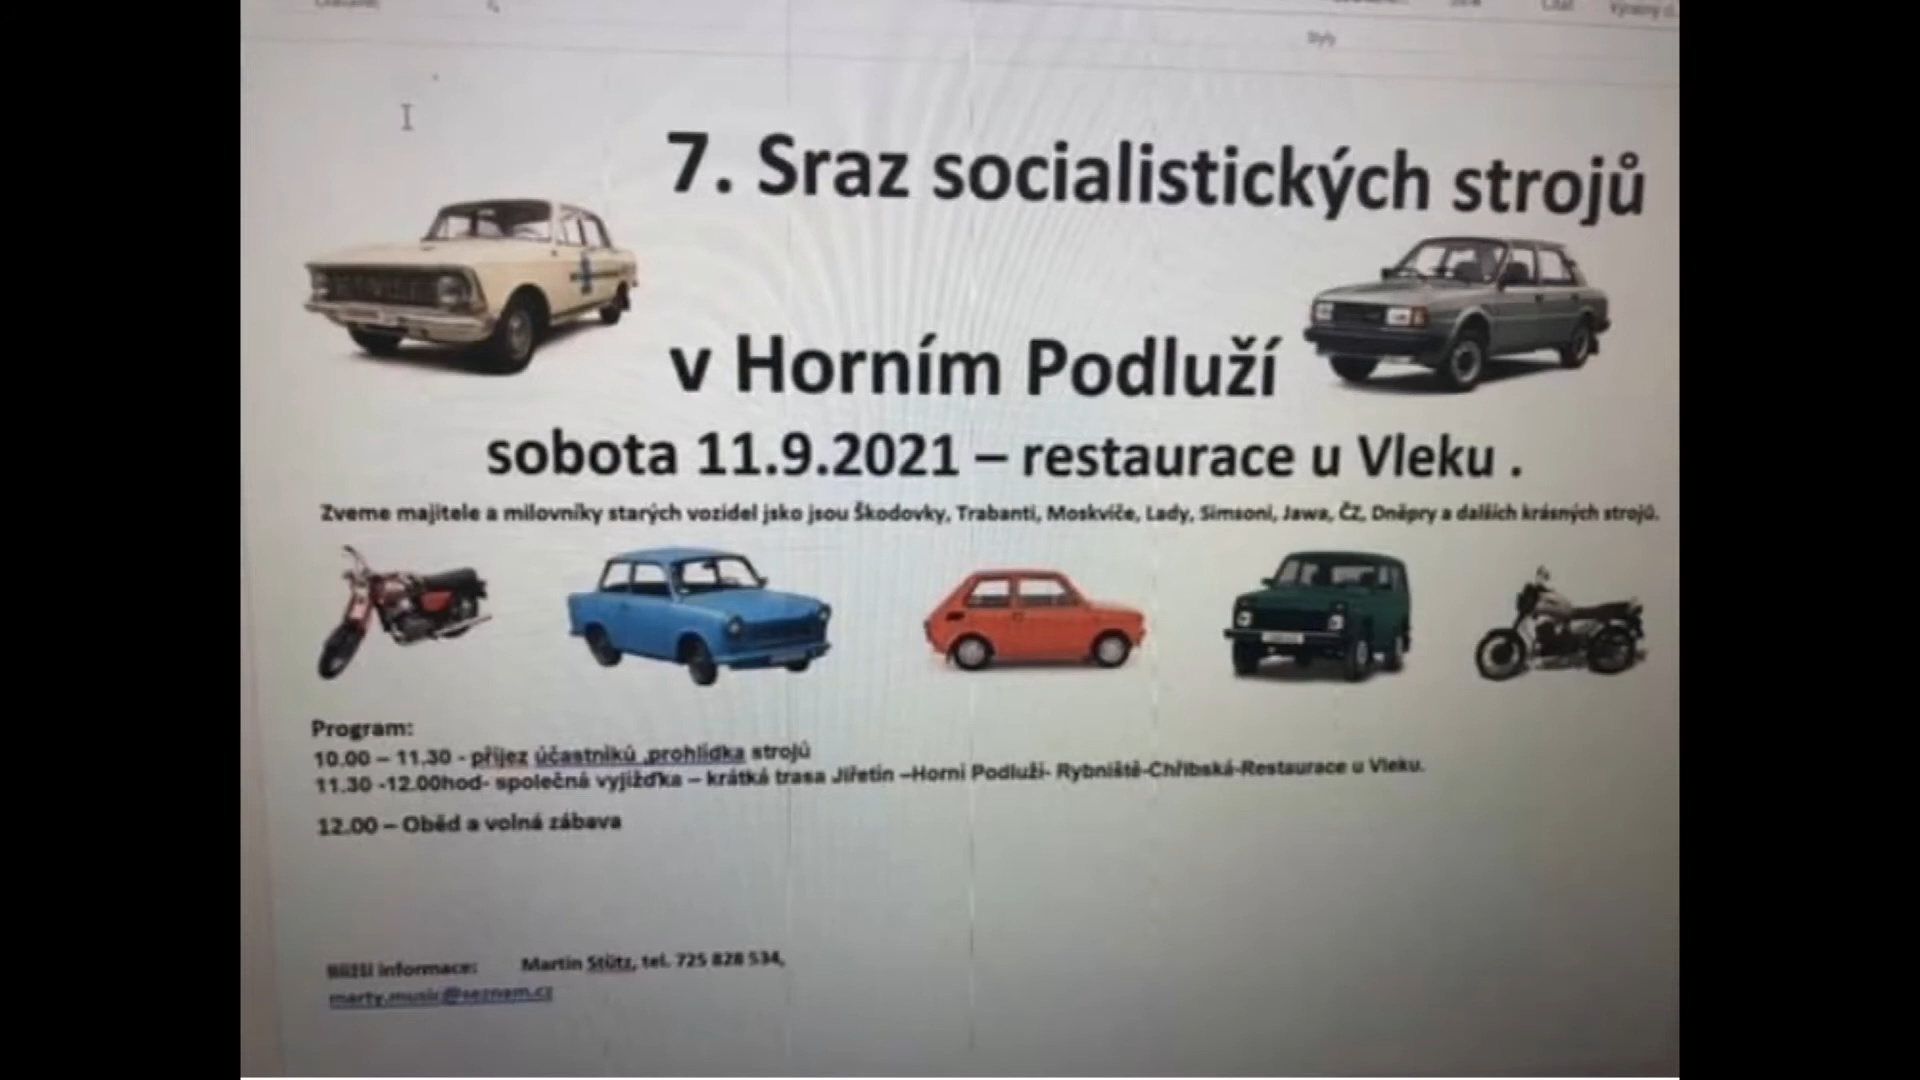 Styly
7. Sraz socialistických strojů
v Horním Podluží
sobota 11.9.2021 – restaurace u Vleku .
Zveme majitele a milovníky starých vozidel jsko jsou Škodovky, Trabanti, Moskviče, Lady, Simsoni, Jawa, ČZ, Dněpry a dalších krásných strojů.
Program:
10.00 – 11.30 - příjez účastníků ,prohlídka strojů
11.30 -12.00hod- společná vyjížďka – krátká trasa Jiřetín –Horní Podluží- Rybniště-Chřibská-Restaurace u Vleku.
12.00 – Oběd a volná zábava
Bližší informace: Martin Stütz, tel. 725 828 534,
marty.music@seznam.cz